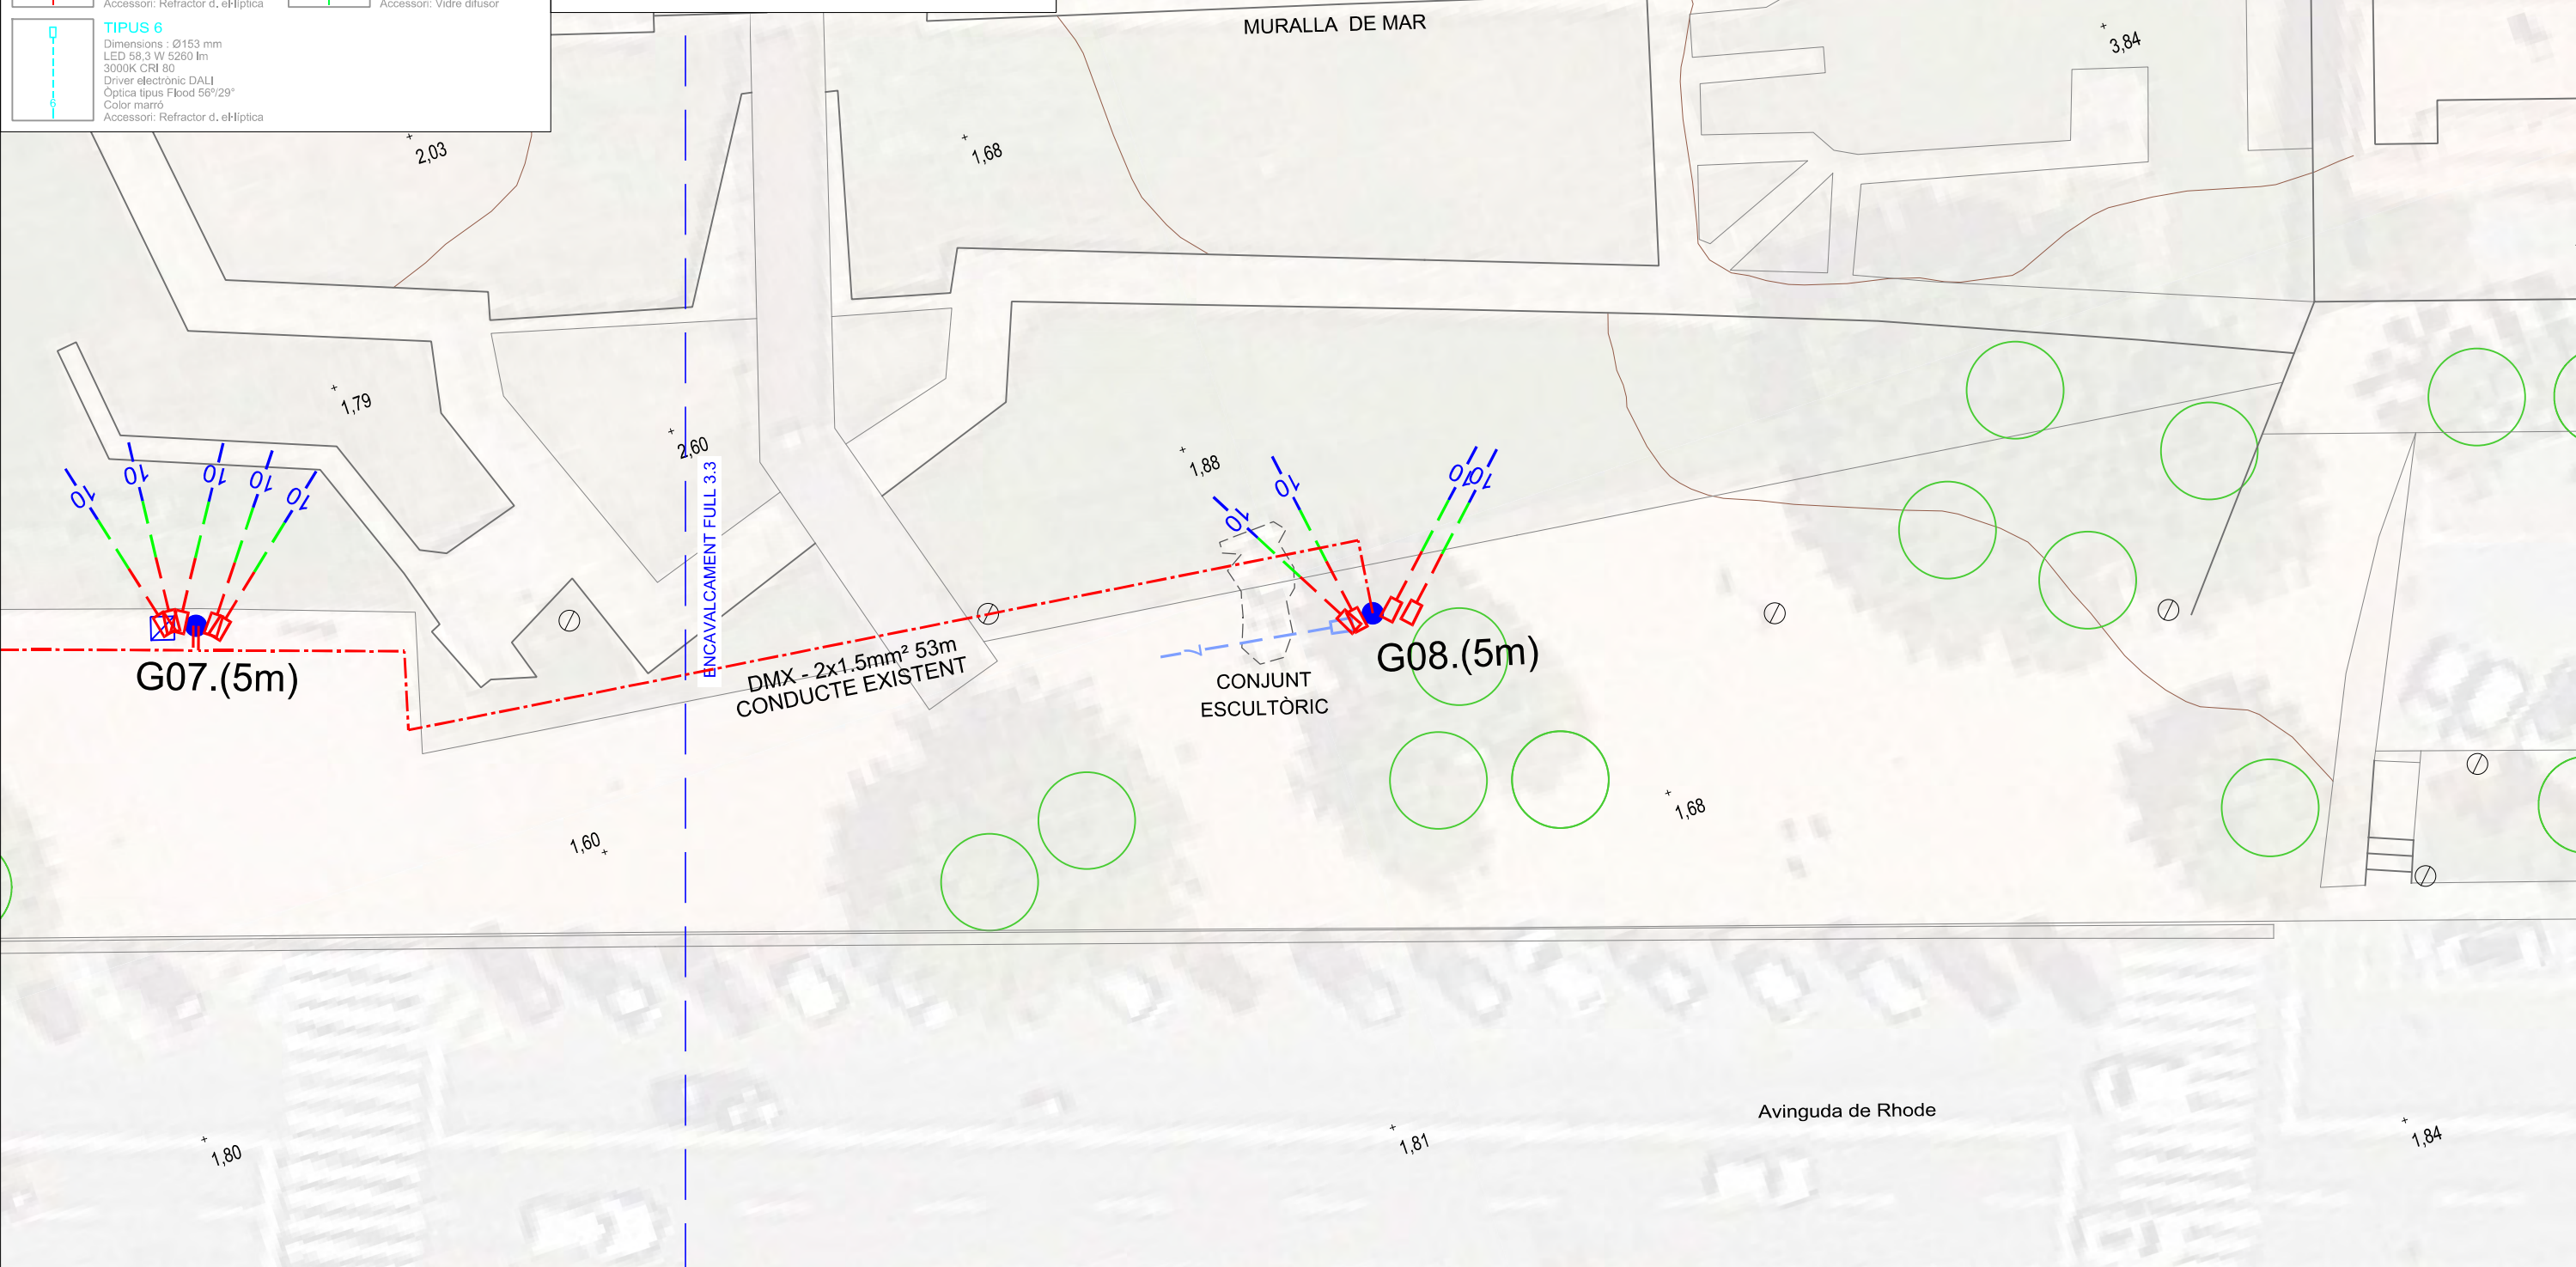 Accessori: Refractor d. el·líptica
Accessori: Vidre difusor
TIPUS 6
Dimensions : Ø153 mm
LED 58,3 W 5260 lm
3000K CRI 80
Driver electrònic DALI
Òptica tipus Flood 56º/29°
Color marró
Accessori: Refractor d. el·líptica
6
MURALLA DE MAR
3,84
2,03
1,68
1,79
2,60
1,88
ENCAVALCAMENT FULL 3.3
10
10
10
10
10
10
10
10
10
7
G07.(5m)
G08.(5m)
DMX - 2x1.5mm² 53m
CONDUCTE EXISTENT
CONJUNT
ESCULTÒRIC
1,60
1,68
Avinguda de Rhode
1,80
1,81
1,84